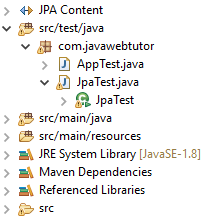 JPA Content
src/test/java
com.javawebtutor
AppTest.java
JpaTest.java
JpaTest
src/main/java
src/main/resources
JRE System Library [JavaSE-1.8]
Maven Dependencies
Referenced Libraries
src